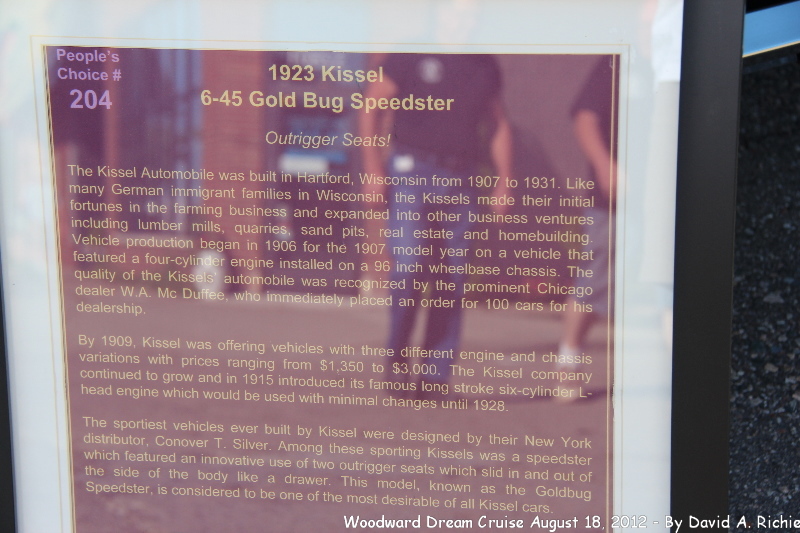 People's
Choice #
204
1923 Kissel
6-45 Gold Bug Speedster
Outrigger Seats!
The Kissel Automobile was built in Hartford, Wisconsin from 1907 to 1931. Like
many German immigrant families in Wisconsin, the Kissels made their initial
fortunes in the farming business and expanded into other business ventures
including lumber mills, quarries, sand pits, real estate and homebuilding.
Vehicle production began in 1906 for the 1907 model year on a vehicle that
featured a four-cylinder engine installed on a 96 inch wheelbase chassis. The
quality of the Kissels' automobile was recognized by the prominent Chicago
dealer W.A. Mc Duffee, who immediately placed an order for 100 cars for his
dealership.
By 1909, Kissel was offering vehicles with three different engine and chassis
variations with prices ranging from $1,350 to $3,000. The Kissel company
continued to grow and in 1915 introduced its famous long stroke six-cylinder L-
head engine which would be used with minimal changes until 1928.
The sportiest vehicles ever built by Kissel were designed by their New York
distributor, Conover T. Silver. Among these sporting Kissels was a speedster
which featured an innovative use of two outrigger seats which slid in and out of
the side of the body like a drawer. This model, known as the Goldbug
Speedster, is considered to be one of the most desirable of all Kissel cars.
Woodward Dream Cruise August 18, 2012 - By David A. Richie